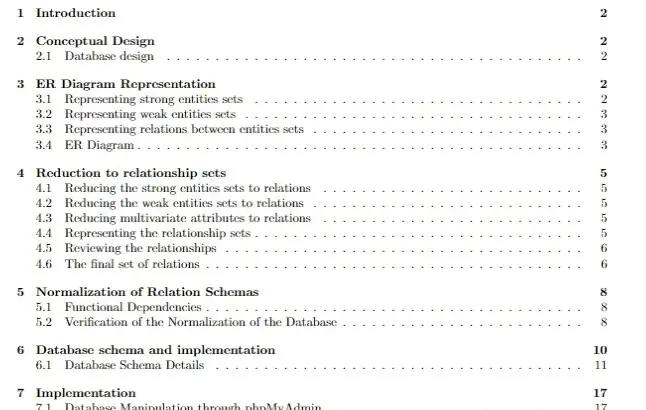 1 Introduction 2
2 Conceptual Design 2
2.1 Database design . . . . . . . . . . . . . . . . . . . . . . . . . . . . . . . . . . . 2
3 ER Diagram Representation 2
3.1 Representing strong entities sets . . . . . . . . . . . . . . . . . . . . . . . . . . . 2
3.2 Representing weak entities sets . . . . . . . . . . . . . . . . . . . . . . . . . . . . 3
3.3 Representing relations between entities sets . . . . . . . . . . . . . . . . . . . . . . 3
3.4 ER Diagram . . . . . . . . . . . . . . . . . . . . . . . . . . . . . . . . . . . . . 3
4 Reduction to relationship sets 5
4.1 Reducing the strong entities sets to relations . . . . . . . . . . . . . . . . . . . . . . 5
4.2 Reducing the weak entities sets to relations . . . . . . . . . . . . . . . . . . . . . . 5
4.3 Reducing multivariate attributes to relations . . . . . . . . . . . . . . . . . . . . . . 5
4.4 Representing the relationship sets . . . . . . . . . . . . . . . . . . . . . . . . . . . 5
4.5 Reviewing the relationships . . . . . . . . . . . . . . . . . . . . . . . . . . . . . . 6
4.6 The final set of relations . . . . . . . . . . . . . . . . . . . . . . . . . . . . . . . 6
5 Normalization of Relation Schemas 8
5.1 Functional Dependencies . . . . . . . . . . . . . . . . . . . . . . . . . . . . . . . 8
5.2 Verification of the Normalization of the Database . . . . . . . . . . . . . . . . . . . 8
6 Database schema and implementation 10
6.1 Database Schema Details . . . . . . . . . . . . . . . . . . . . . . . . . . . . . . . 11
7 Implementation 17
7.1 Database Manipulation through phpMyAdmin . . . . . . . . . . . . . . . . . . . . . 17